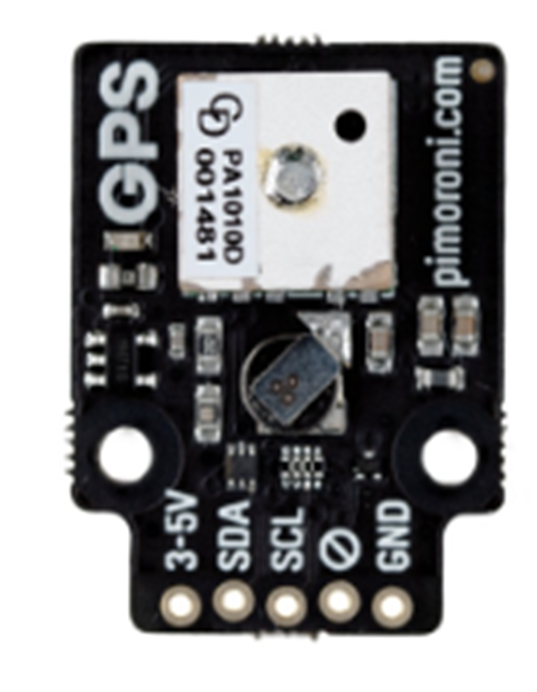 GPS
PA1010D
001481
pimoroni.com
3-5V
SDA
SCL
GND